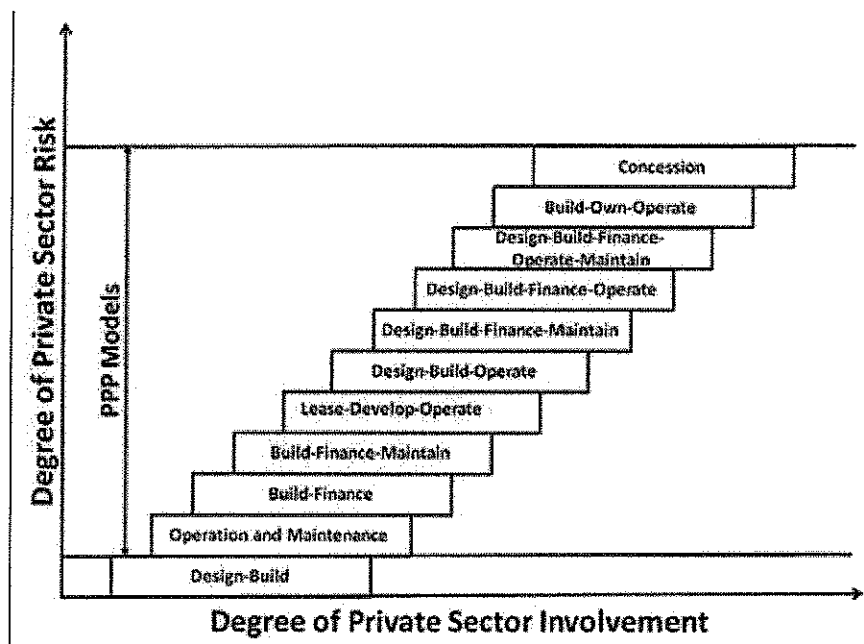 Degree of Private Sector Risk
PPP Models
Concession
Build-Own-Operate
Design-Build-Finance-
Operate-Maintain
Design-Build-Finance-Operate
Design-Build-Finance-Maintain
Design-Build-Operate
Lease-Develop-Operate
Build-Finance-Maintain
Build-Finance
Operation and Maintenance
Design-Build
Degree of Private Sector Involvement